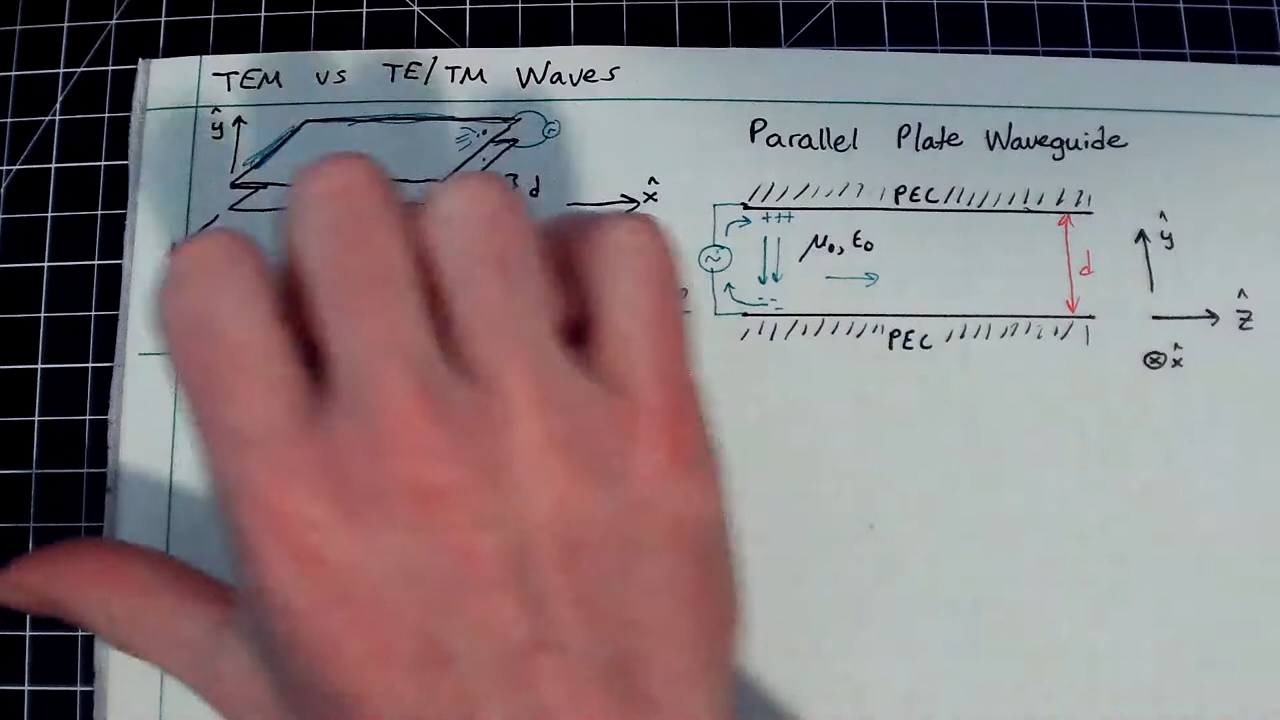 TEM vs TE/TM Waves
ŷ
d
x̂
Parallel Plate Waveguide
PEC
+++
μ₀, ε₀
d
--
PEC
ŷ
ẑ
x̂